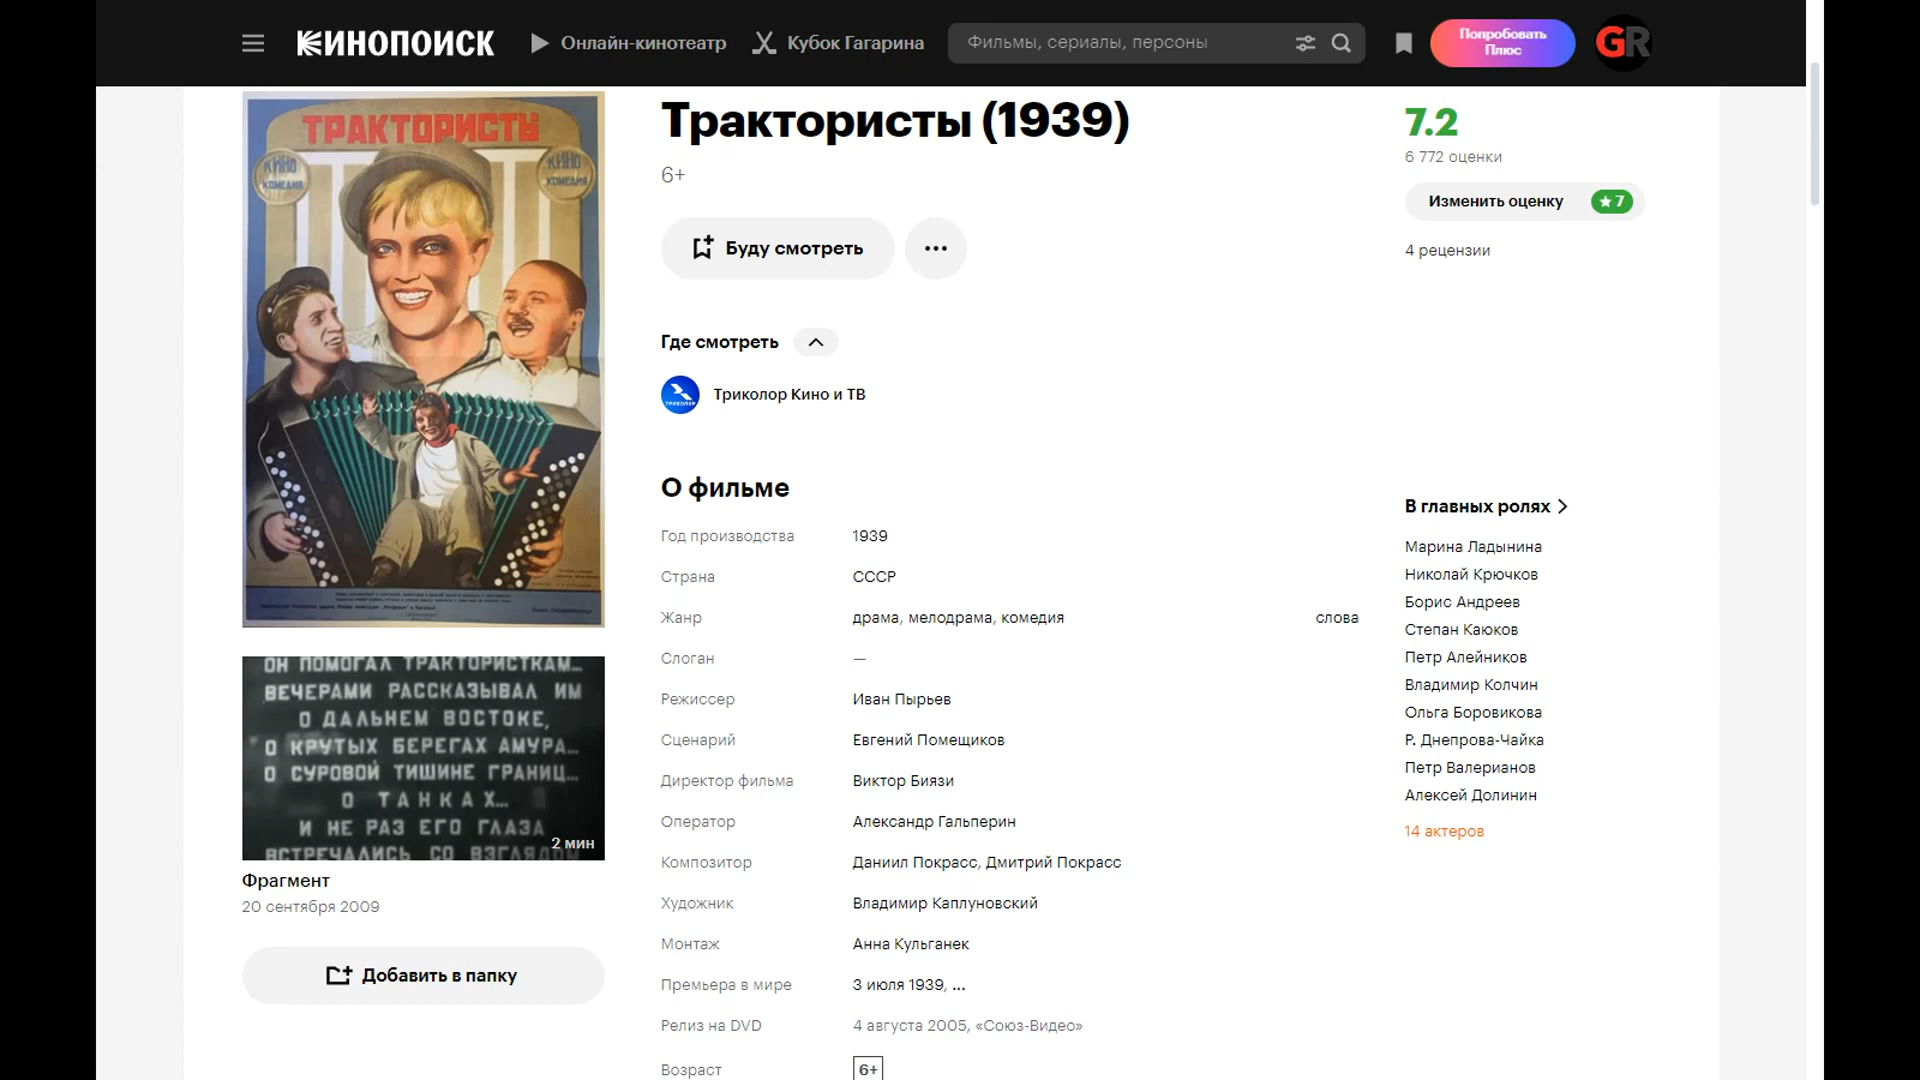 КИНОПОИСК
Онлайн-кинотеатр
Кубок Гагарина
Фильмы, сериалы, персоны
Попробовать
Плюс
GR
ТРАКТОРИСТЫ
КИНО
КОМЕДИЯ
КИНО
КОМЕДИЯ
Трактористы (1939)
6+
Буду смотреть
Где смотреть
ТРИКОЛОР
Триколор Кино и ТВ
7.2
6 772 оценки
Изменить оценку
7
4 рецензии
О фильме
Год производства 1939
Страна СССР
Жанр драма, мелодрама, комедия слова
Слоган —
Режиссер Иван Пырьев
Сценарий Евгений Помещиков
Директор фильма Виктор Биязи
Оператор Александр Гальперин
Композитор Даниил Покрасс, Дмитрий Покрасс
Художник Владимир Каплуновский
Монтаж Анна Кульганек
Премьера в мире 3 июля 1939, ...
Релиз на DVD 4 августа 2005, «Союз-Видео»
Возраст 6+
В главных ролях
Марина Ладынина
Николай Крючков
Борис Андреев
Степан Каюков
Петр Алейников
Владимир Колчин
Ольга Боровикова
Р. Днепрова-Чайка
Петр Валерианов
Алексей Долинин
14 актеров
ОН ПОМОГАЛ ТРАКТОРИСТКАМ...
ВЕЧЕРАМИ РАССКАЗЫВАЛ ИМ
О ДАЛЬНЕМ ВОСТОКЕ,
О КРУТЫХ БЕРЕГАХ АМУРА...
О СУРОВОЙ ТИШИНЕ ГРАНИЦ...
О ТАНКАХ...
И НЕ РАЗ ЕГО ГЛАЗА
ВСТРЕЧАЛИСЬ СО ВЗГЛЯДОМ
2 мин
Фрагмент
20 сентября 2009
Добавить в папку